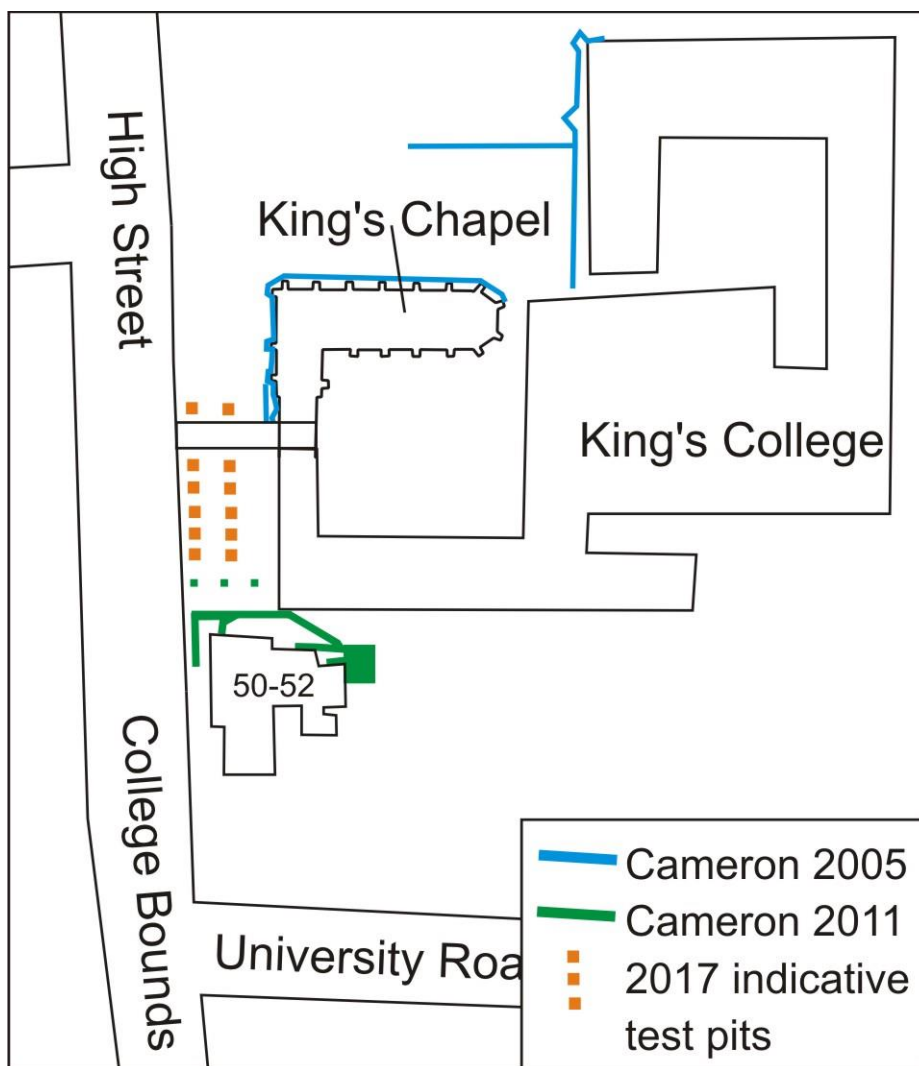 High Street
King's Chapel
King's College
50-52
College Bounds
University Roa
Cameron 2005
Cameron 2011
2017 indicative
test pits